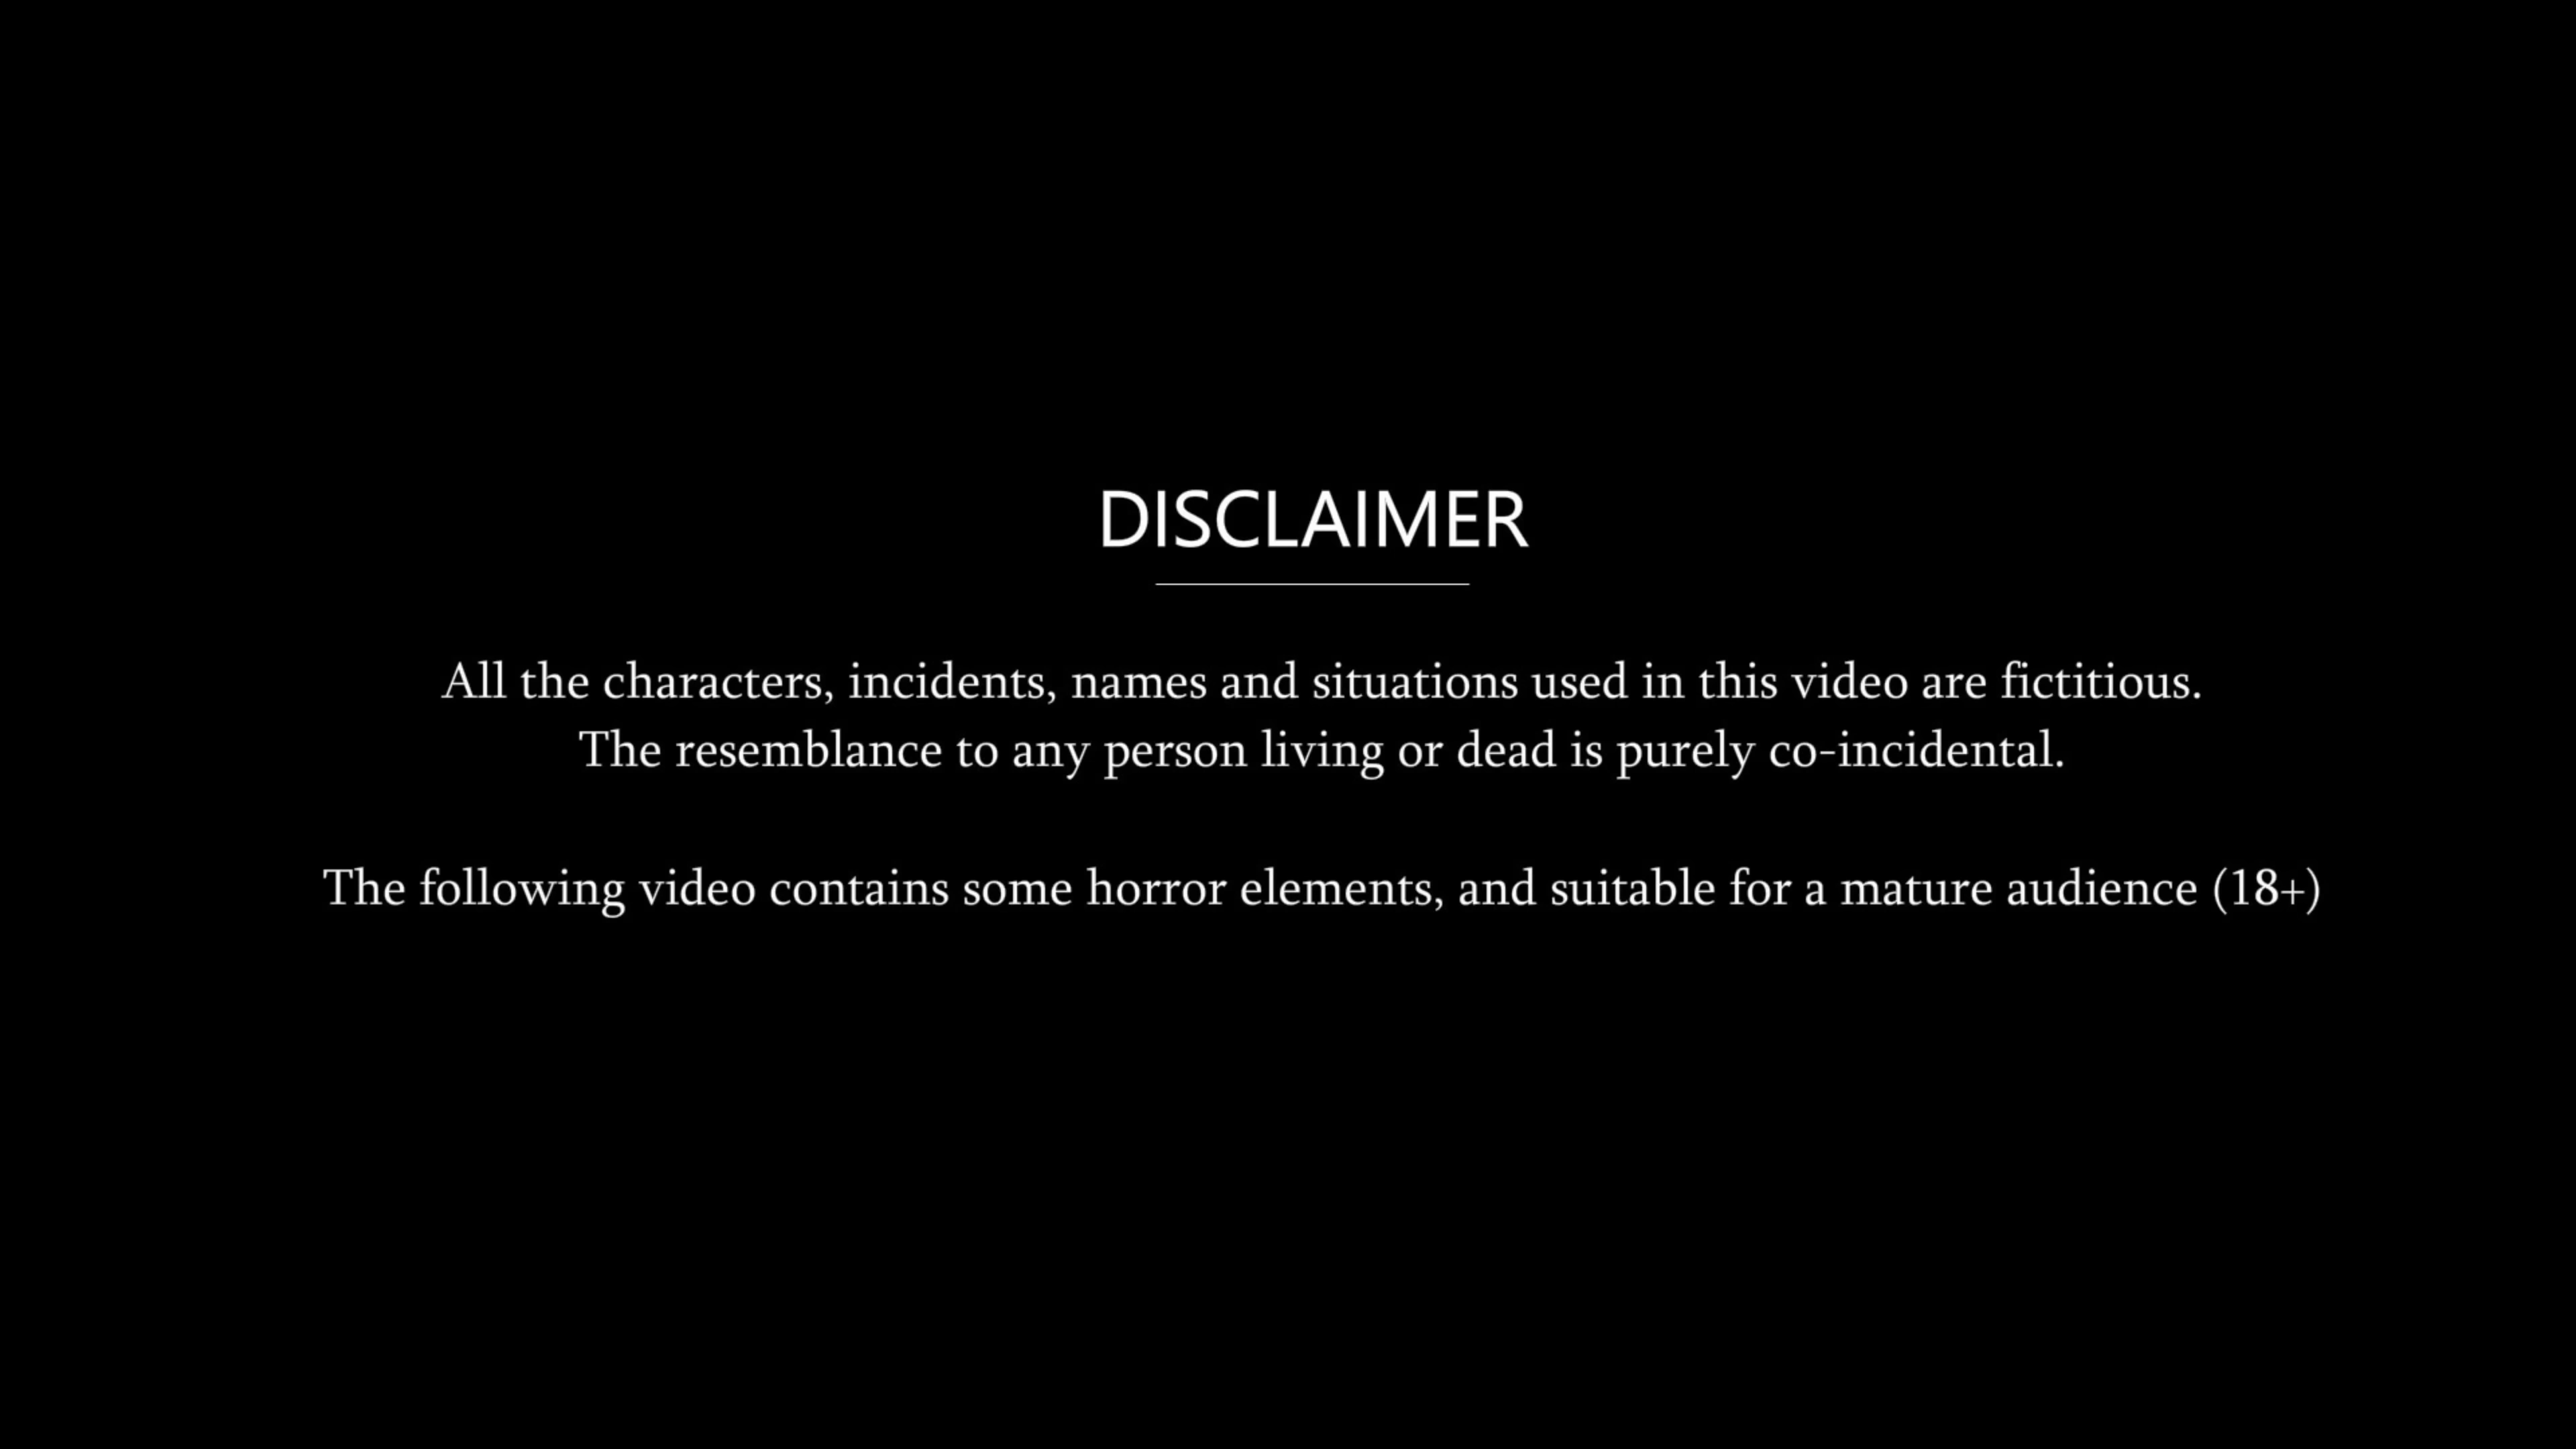 DISCLAIMER
All the characters, incidents, names and situations used in this video are fictitious.
The resemblance to any person living or dead is purely co-incidental.
The following video contains some horror elements, and suitable for a mature audience (18+)